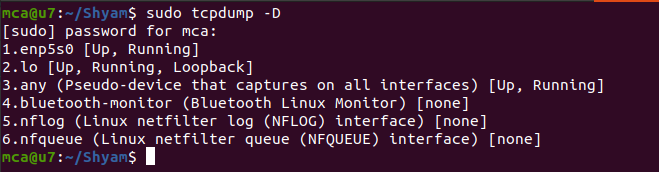 mca@u7:~/Shyam$ sudo tcpdump -D
[sudo] password for mca:
1.enp5s0 [Up, Running]
2.lo [Up, Running, Loopback]
3.any (Pseudo-device that captures on all interfaces) [Up, Running]
4.bluetooth-monitor (Bluetooth Linux Monitor) [none]
5.nflog (Linux netfilter log (NFLOG) interface) [none]
6.nfqueue (Linux netfilter queue (NFQUEUE) interface) [none]
mca@u7:~/Shyam$